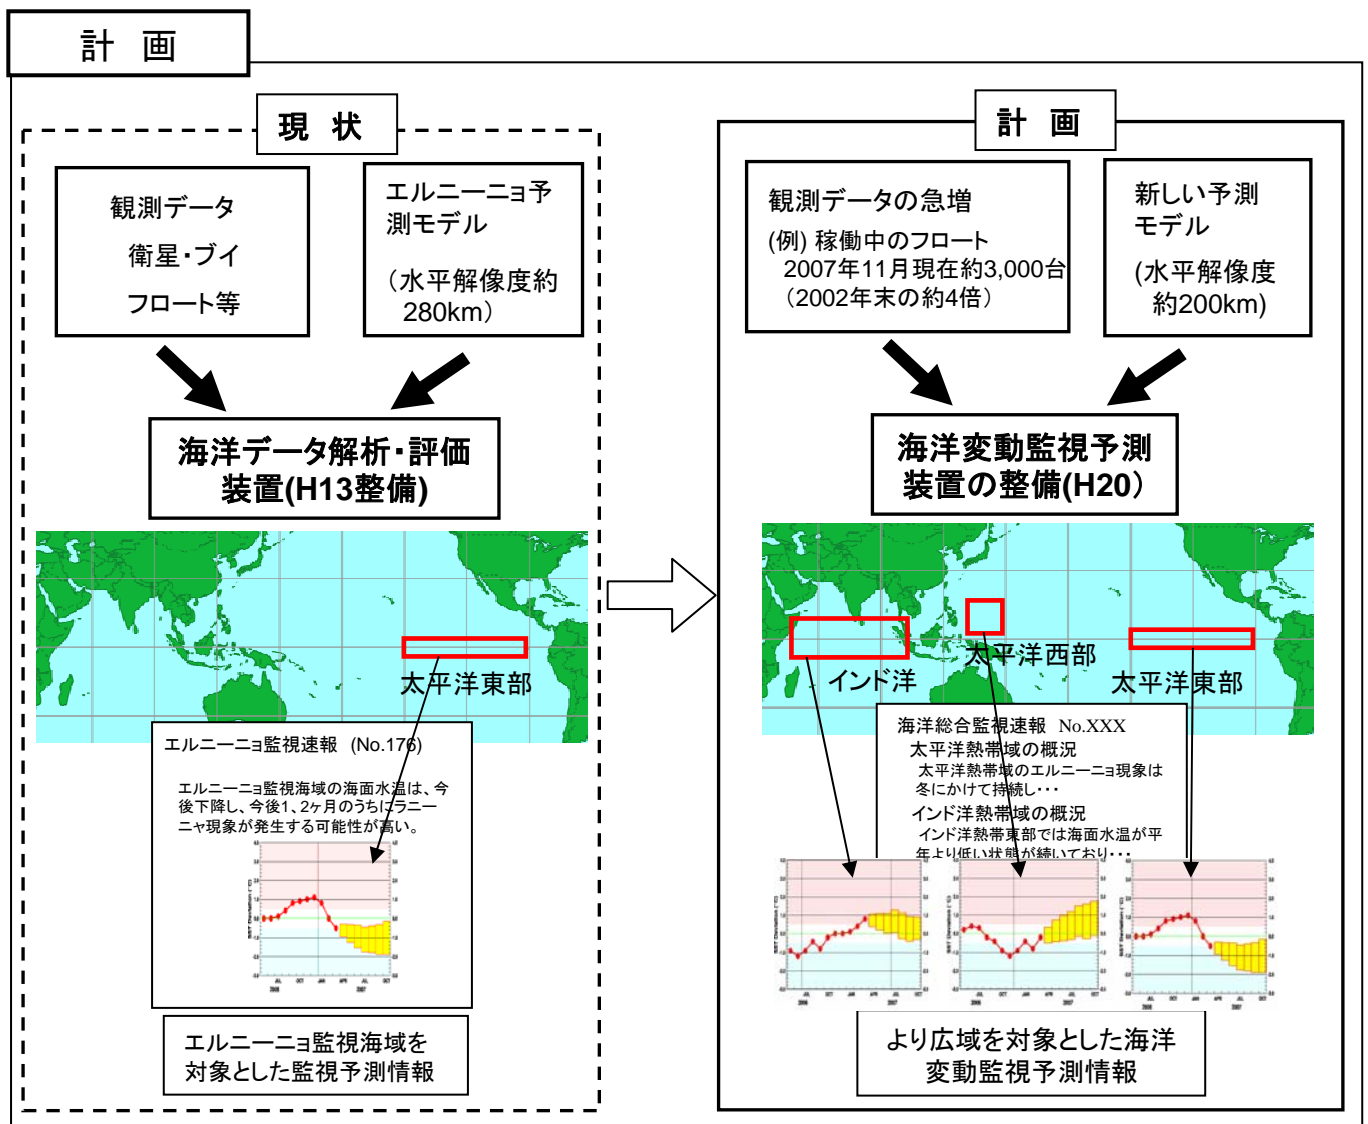 計 画
現 状
観測データ
衛星・ブイ
フロート等
エルニーニョ予
測モデル
（水平解像度約
280km）
海洋データ解析・評価
装置(H13整備)
太平洋東部
エルニーニョ監視速報 (No.176)
エルニーニョ監視海域の海面水温は、今
後下降し、今後1、2ヶ月のうちにラニー
ニャ現象が発生する可能性が高い。
エルニーニョ監視海域を
対象とした監視予測情報
計 画
観測データの急増
(例) 稼働中のフロート
2007年11月現在約3,000台
（2002年末の約4倍）
新しい予測
モデル
(水平解像度
約200km)
海洋変動監視予測
装置の整備(H20）
太平洋西部
インド洋
太平洋東部
海洋総合監視速報 No.XXX
太平洋熱帯域の概況
太平洋熱帯域のエルニーニョ現象は
冬にかけて持続し・・・
インド洋熱帯域の概況
インド洋熱帯東部では海面水温が平
年より低い状態が続いており・・・
より広域を対象とした海洋
変動監視予測情報